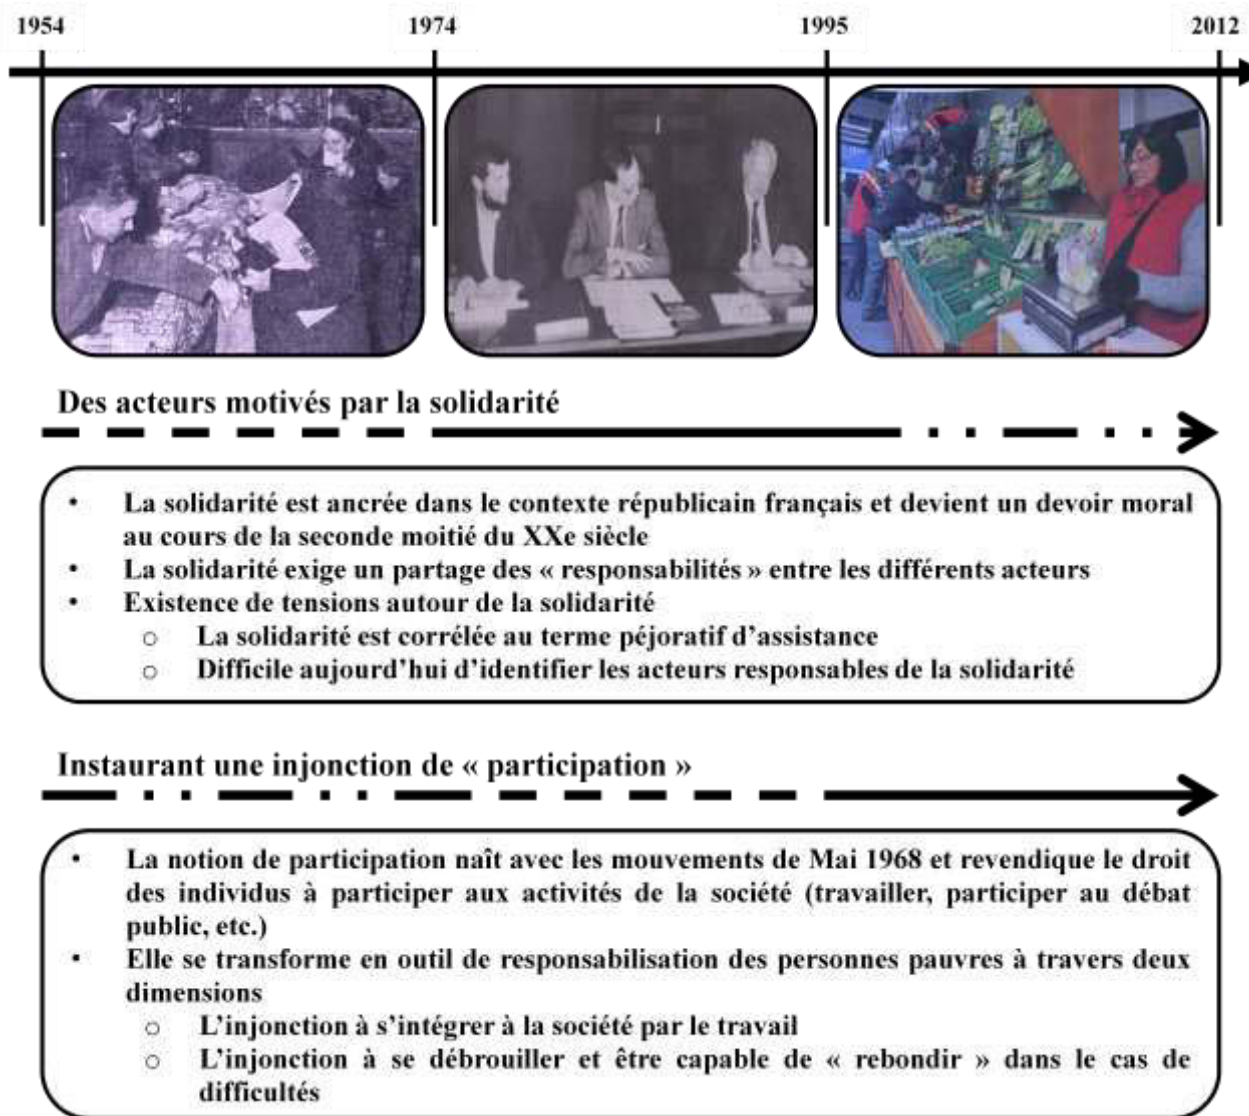 1954 1974 1995 2012
Des acteurs motivés par la solidarité
• La solidarité est ancrée dans le contexte républicain français et devient un devoir moral
au cours de la seconde moitié du XXe siècle
• La solidarité exige un partage des « responsabilités » entre les différents acteurs
• Existence de tensions autour de la solidarité
o La solidarité est corrélée au terme péjoratif d’assistance
o Difficile aujourd’hui d’identifier les acteurs responsables de la solidarité
Instaurant une injonction de « participation »
• La notion de participation naît avec les mouvements de Mai 1968 et revendique le droit
des individus à participer aux activités de la société (travailler, participer au débat
public, etc.)
• Elle se transforme en outil de responsabilisation des personnes pauvres à travers deux
dimensions
o L’injonction à s’intégrer à la société par le travail
o L’injonction à se débrouiller et être capable de « rebondir » dans le cas de
difficultés